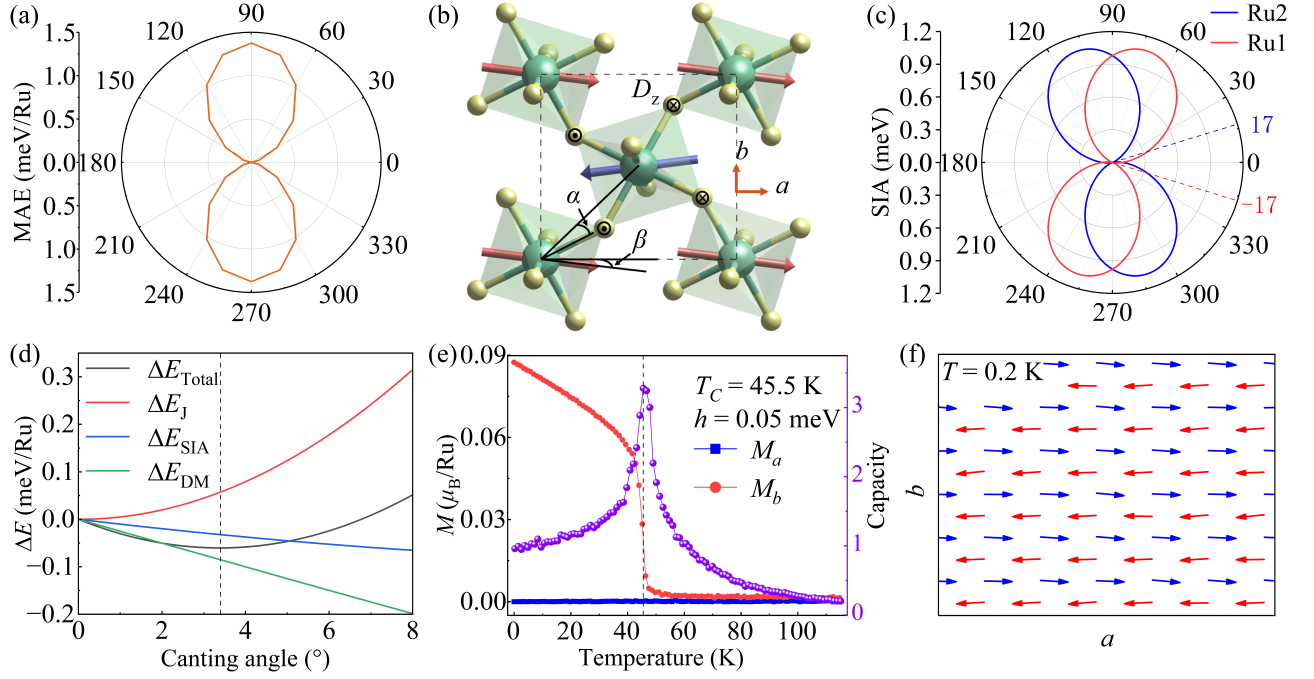 (a)
MAE (meV/Ru)
1.5
1.0
0.5
0.0
0.5
1.0
1.5
90
120
60
150
30
180
0
210
330
240
300
270
(b)
D_z
α
β
b
a
(c)
Ru2
Ru1
SIA (meV)
1.2
0.9
0.6
0.3
0.0
0.3
0.6
0.9
1.2
90
120
60
150
30
17
180
0
-17
210
330
240
300
270
(d)
ΔE (meV/Ru)
0.3
0.2
0.1
0.0
−0.1
−0.2
ΔE_Total
ΔE_J
ΔE_SIA
ΔE_DM
0
2
4
6
8
Canting angle (°)
(e)
M (μ_B/Ru)
0.09
0.06
0.03
0.00
T_C = 45.5 K
h = 0.05 meV
M_a
M_b
3
2
1
0
Capacity
0
20
40
60
80
100
Temperature (K)
(f)
T = 0.2 K
b
a